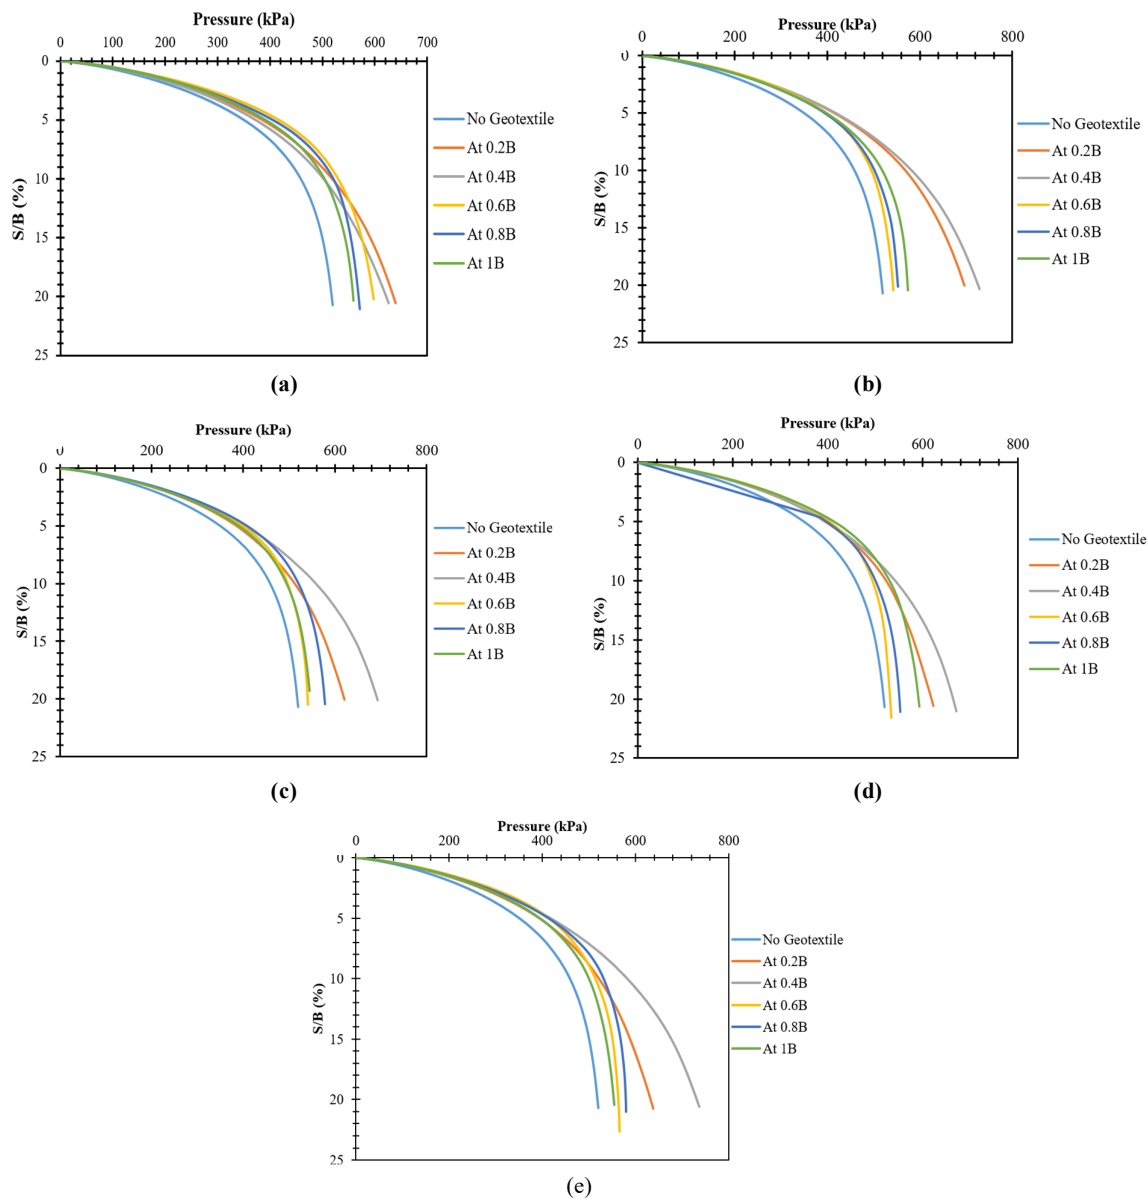 Pressure (kPa)
0 100 200 300 400 500 600 700
0
5
10
15
20
25
S/B (%)
No Geotextile
At 0.2B
At 0.4B
At 0.6B
At 0.8B
At 1B
(a)
Pressure (kPa)
0 200 400 600 800
0
5
10
15
20
25
S/B (%)
No Geotextile
At 0.2B
At 0.4B
At 0.6B
At 0.8B
At 1B
(b)
Pressure (kPa)
0 200 400 600 800
0
5
10
15
20
25
S/B (%)
No Geotextile
At 0.2B
At 0.4B
At 0.6B
At 0.8B
At 1B
(c)
Pressure (kPa)
0 200 400 600 800
0
5
10
15
20
25
S/B (%)
No Geotextile
At 0.2B
At 0.4B
At 0.6B
At 0.8B
At 1B
(d)
Pressure (kPa)
0 200 400 600 800
0
5
10
15
20
25
S/B (%)
No Geotextile
At 0.2B
At 0.4B
At 0.6B
At 0.8B
At 1B
(e)